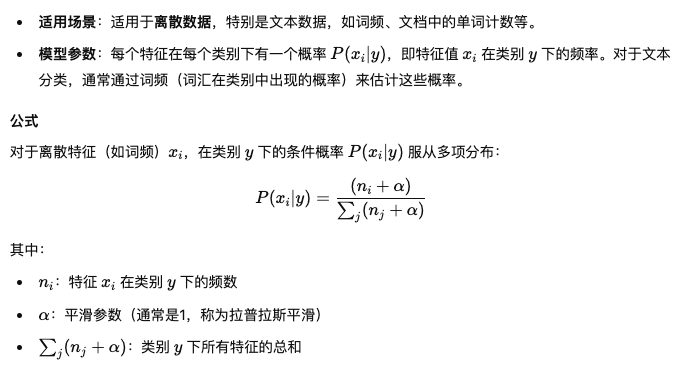 • 适用场景：适用于离散数据，特别是文本数据，如词频、文档中的单词计数等。
• 模型参数：每个特征在每个类别下有一个概率 P(x_i|y)，即特征值 x_i 在类别 y 下的频率。对于文本
分类，通常通过词频（词汇在类别中出现的概率）来估计这些概率。
公式
对于离散特征（如词频）x_i，在类别 y 下的条件概率 P(x_i|y) 服从多项分布：
P(x_i|y) = (n_i + α) / ∑_j(n_j + α)
其中：
• n_i：特征 x_i 在类别 y 下的频数
• α：平滑参数（通常是1，称为拉普拉斯平滑）
• ∑_j(n_j + α)：类别 y 下所有特征的总和